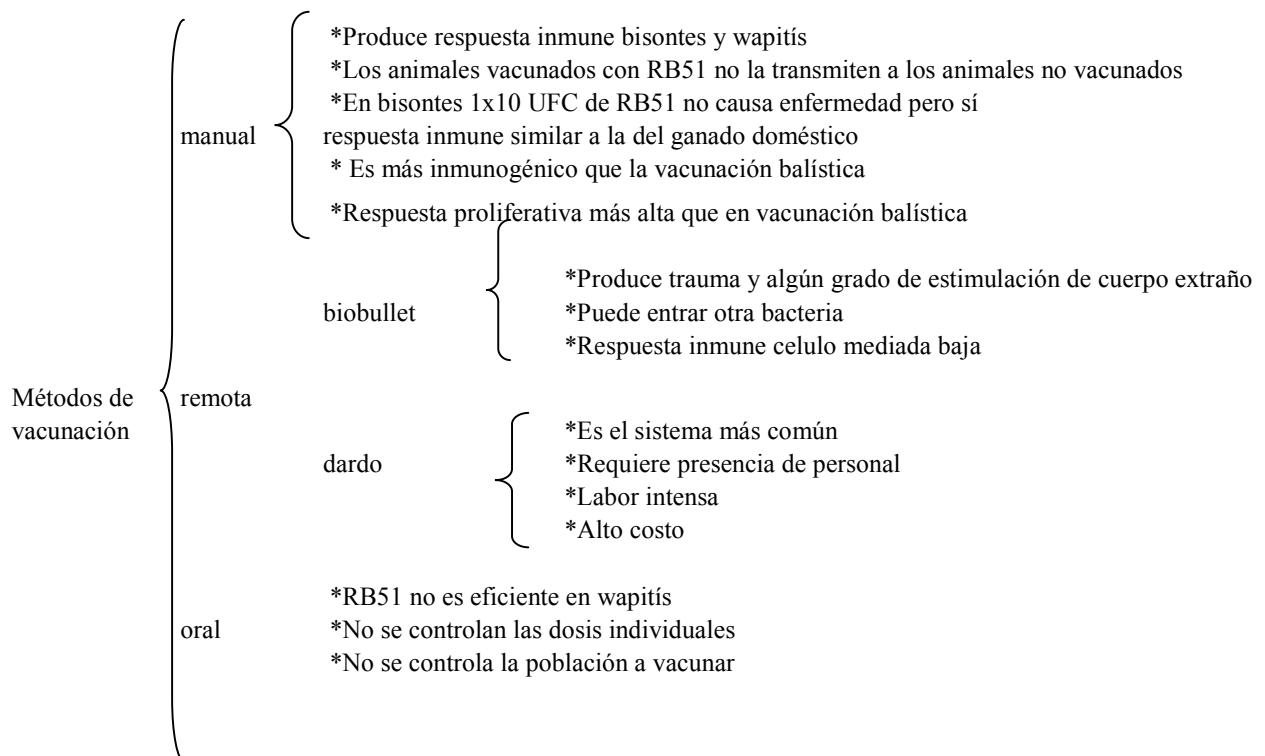 *Produce respuesta inmune bisontes y wapitís
*Los animales vacunados con RB51 no la transmiten a los animales no vacunados
*En bisontes 1x10 UFC de RB51 no causa enfermedad pero sí
manual
respuesta inmune similar a la del ganado doméstico
* Es más inmunogénico que la vacunación balística
*Respuesta proliferativa más alta que en vacunación balística
*Produce trauma y algún grado de estimulación de cuerpo extraño
biobullet
*Puede entrar otra bacteria
*Respuesta inmune celulo mediada baja
Métodos de
vacunación
remota
*Es el sistema más común
dardo
*Requiere presencia de personal
*Labor intensa
*Alto costo
*RB51 no es eficiente en wapitís
oral
*No se controlan las dosis individuales
*No se controla la población a vacunar